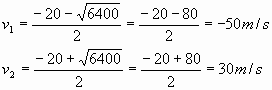 v₁ = (-20 - √6400)/2 = (-20 - 80)/2 = -50m/s
v₂ = (-20 + √6400)/2 = (-20 + 80)/2 = 30m/s